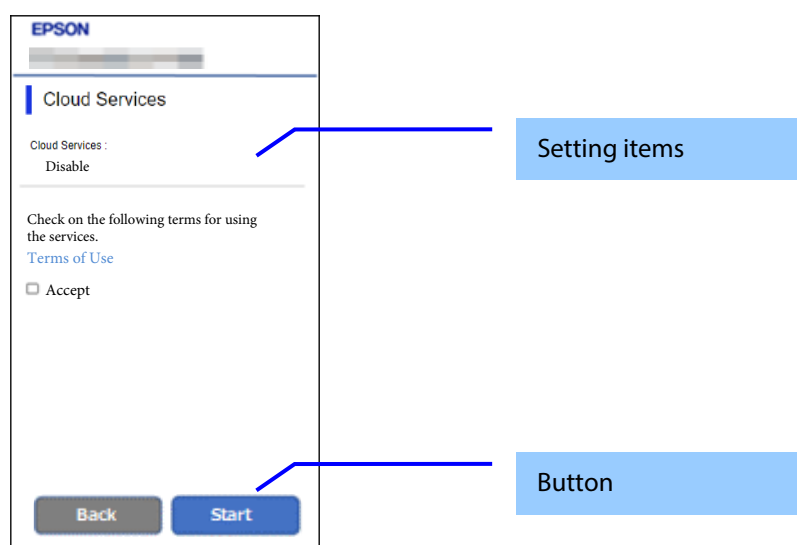 EPSON
Cloud Services
Cloud Services :
Disable
Setting items
Check on the following terms for using
the services.
Terms of Use
Accept
Back
Start
Button